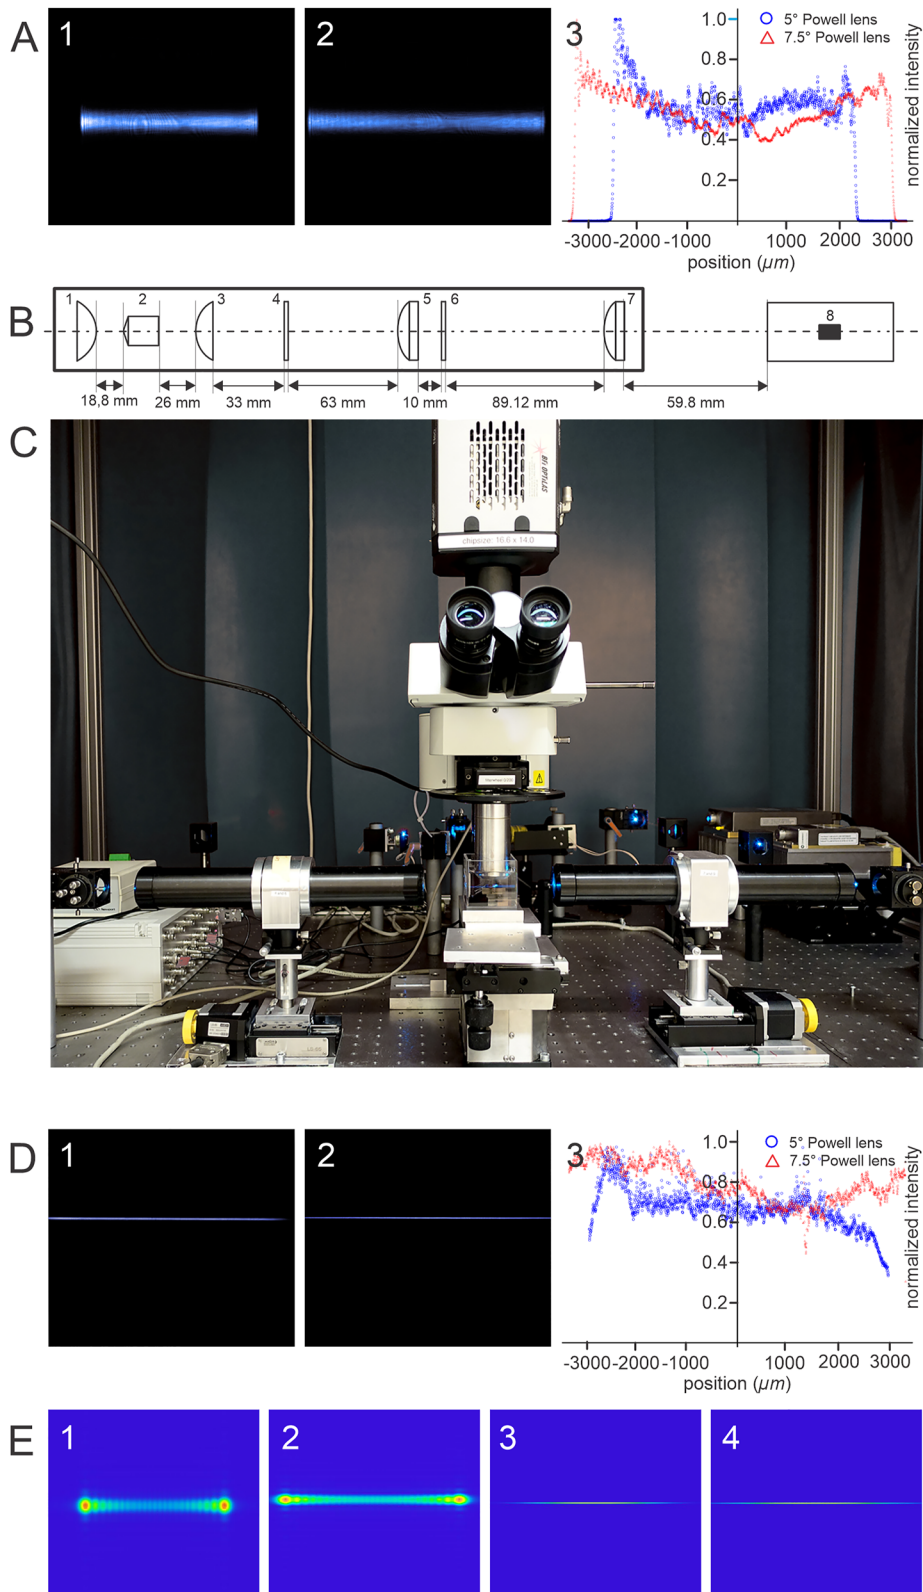 A
1
2
3
1.0
5° Powell lens
7.5° Powell lens
0.8
0.6
0.4
0.2
normalized intensity
-3000 -2000 -1000 1000 2000 3000
position (µm)
B
1 2 3 4 5 6 7 8
18,8 mm 26 mm 33 mm 63 mm 10 mm 89.12 mm 59.8 mm
C
BFI OPTILAS
chipsize: 16.6 x 14.0
D
1
2
3
1.0
5° Powell lens
7.5° Powell lens
0.8
0.6
0.4
0.2
normalized intensity
-3000 -2000 -1000 1000 2000 3000
position (µm)
E
1
2
3
4